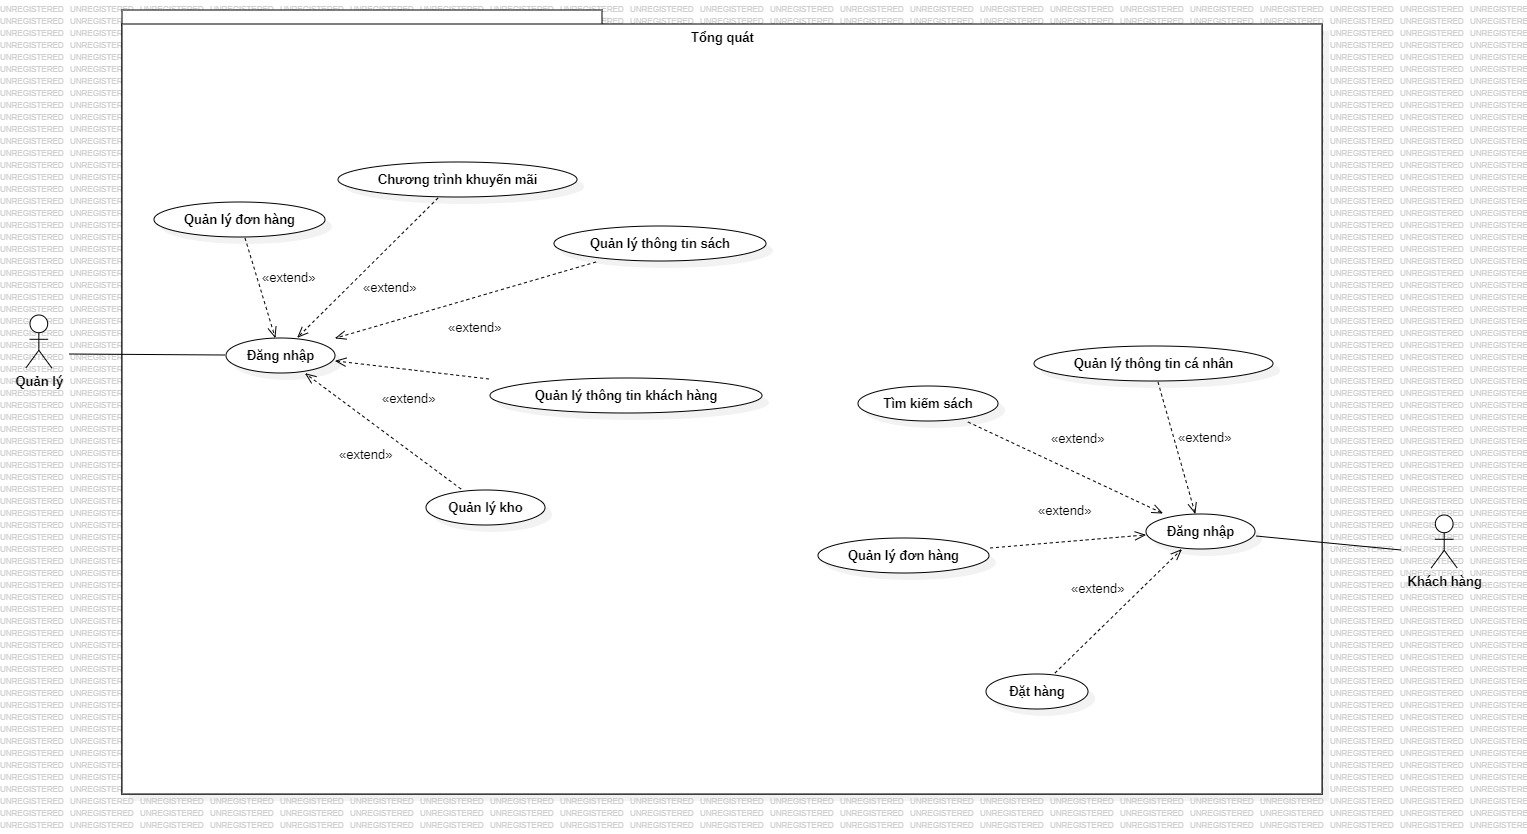 Tổng quát
Chương trình khuyến mãi
Quản lý đơn hàng
Quản lý thông tin sách
«extend»
«extend»
«extend»
Đăng nhập
Quản lý
Quản lý thông tin khách hàng
«extend»
«extend»
Quản lý kho
Quản lý thông tin cá nhân
Tìm kiếm sách
«extend»
«extend»
«extend»
Đăng nhập
Quản lý đơn hàng
Khách hàng
«extend»
Đặt hàng
UNREGISTERED